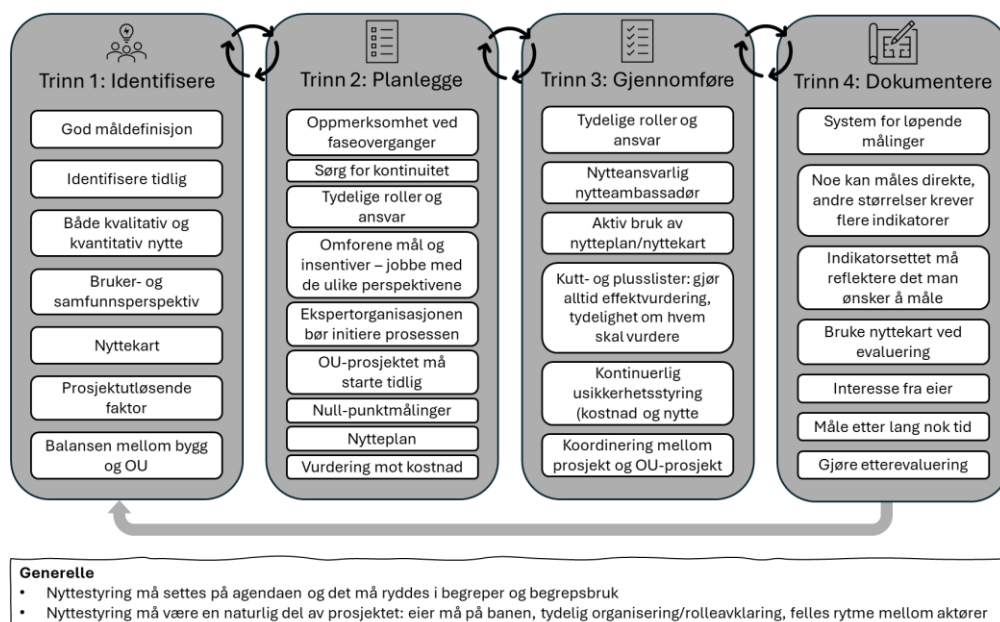 Trinn 1: Identifisere
God måldefinisjon
Identifisere tidlig
Både kvalitativ og
kvantitativ nytte
Bruker- og
samfunnsperspektiv
Nyttekart
Prosjektutløsende
faktor
Balansen mellom bygg
og OU
Trinn 2: Planlegge
Oppmerksomhet ved
faseoverganger
Sørg for kontinuitet
Tydelige roller og
ansvar
Omforene mål og
insentiver – jobbe med
de ulike perspektivene
Ekspertorganisasjonen
bør initiere prosessen
OU-prosjektet må
starte tidlig
Null-punktmålinger
Nytteplan
Vurdering mot kostnad
Trinn 3: Gjennomføre
Tydelige roller og
ansvar
Nytteansvarlig
nytteambassadør
Aktiv bruk av
nytteplan/nyttekart
Kutt- og plusslister: gjør
alltid effektvurdering,
tydelighet om hvem
skal vurdere
Kontinuerlig
usikkerhetsstyring
(kostnad og nytte
Koordinering mellom
prosjekt og OU-prosjekt
Trinn 4: Dokumentere
System for løpende
målinger
Noe kan måles direkte,
andre størrelser krever
flere indikatorer
Indikatorsettet må
reflektere det man
ønsker å måle
Bruke nyttekart ved
evaluering
Interesse fra eier
Måle etter lang nok tid
Gjøre etterevaluering
Generelle
• Nyttestyring må settes på agendaen og det må ryddes i begreper og begrepsbruk
• Nyttestyring må være en naturlig del av prosjektet: eier må på banen, tydelig organisering/rolleavklaring, felles rytme mellom aktører